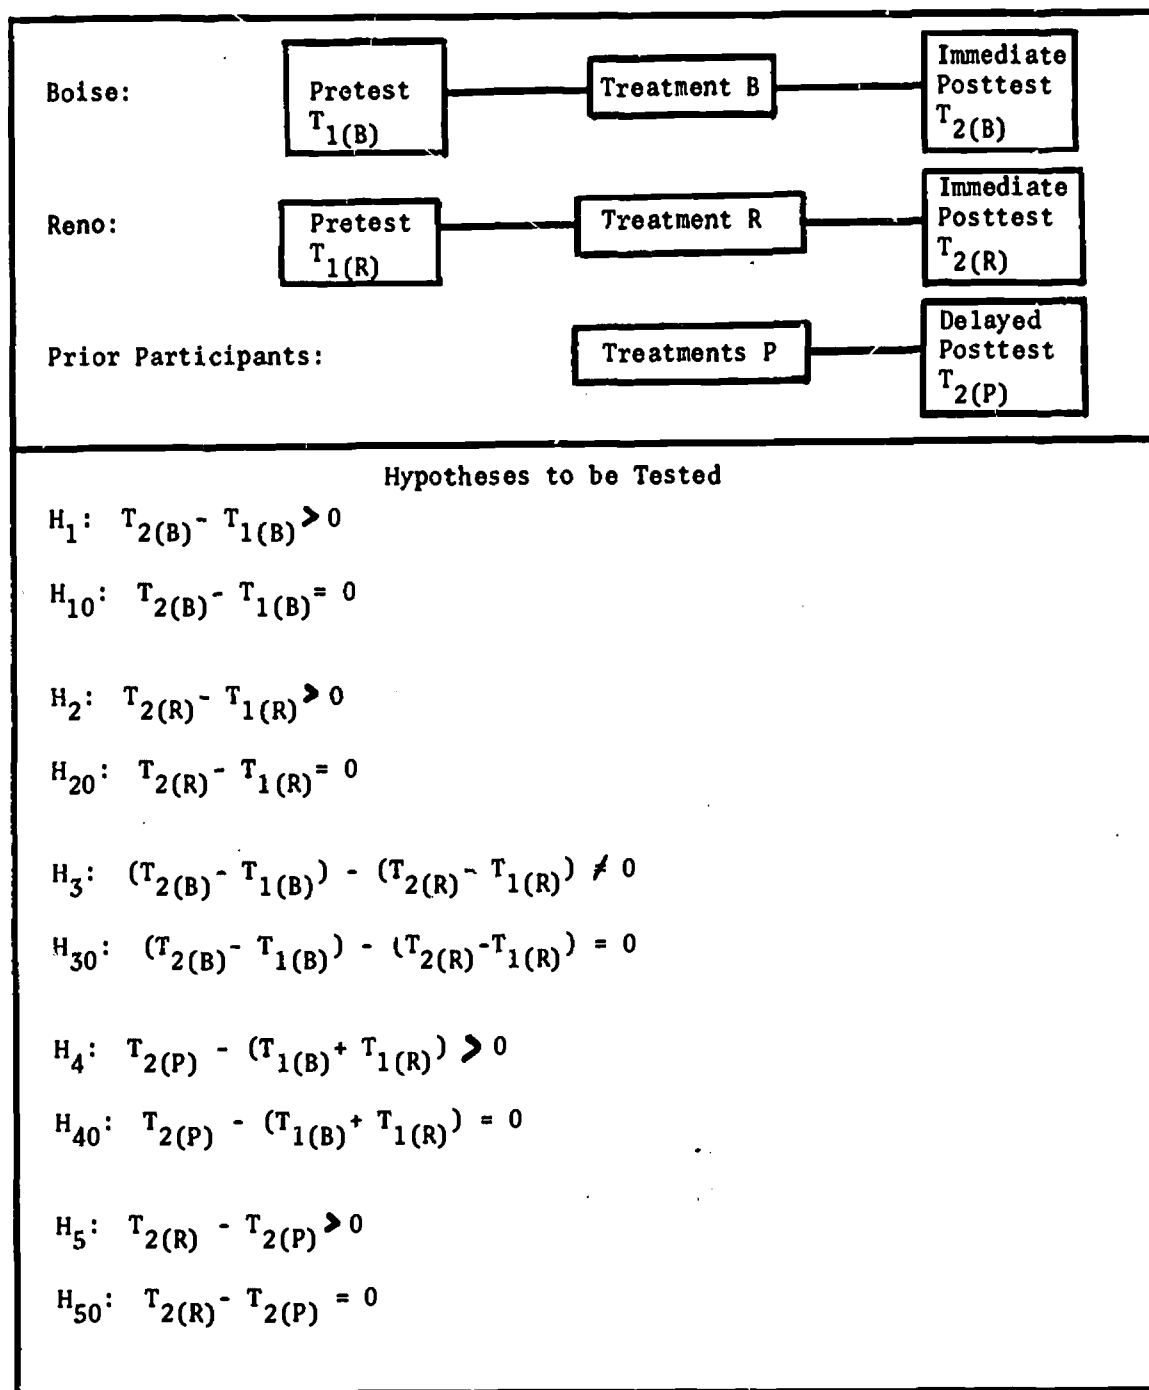 Boise:
Pretest
T1(B)
Treatment B
Immediate
Posttest
T2(B)
Reno:
Pretest
T1(R)
Treatment R
Immediate
Posttest
T2(R)
Prior Participants:
Treatments P
Delayed
Posttest
T2(P)
Hypotheses to be Tested
H1: T2(B)- T1(B) > 0
H10: T2(B)- T1(B)= 0
H2: T2(R)- T1(R) > 0
H20: T2(R)- T1(R)= 0
H3: (T2(B)- T1(B)) - (T2(R)- T1(R)) ≠ 0
H30: (T2(B)- T1(B)) - (T2(R)-T1(R)) = 0
H4: T2(P) - (T1(B)+ T1(R)) > 0
H40: T2(P) - (T1(B)+ T1(R)) = 0
H5: T2(R) - T2(P) > 0
H50: T2(R)- T2(P) = 0